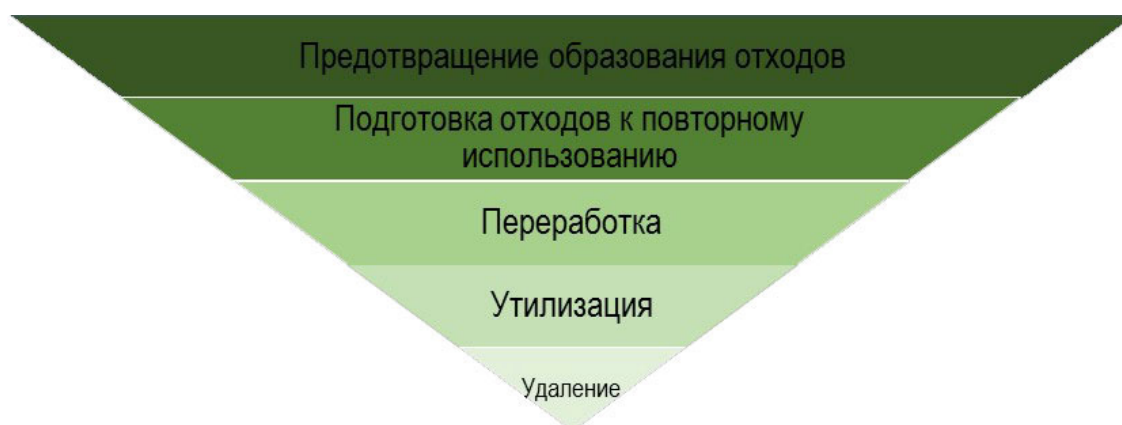 Предотвращение образования отходов
Подготовка отходов к повторному
использованию
Переработка
Утилизация
Удаление